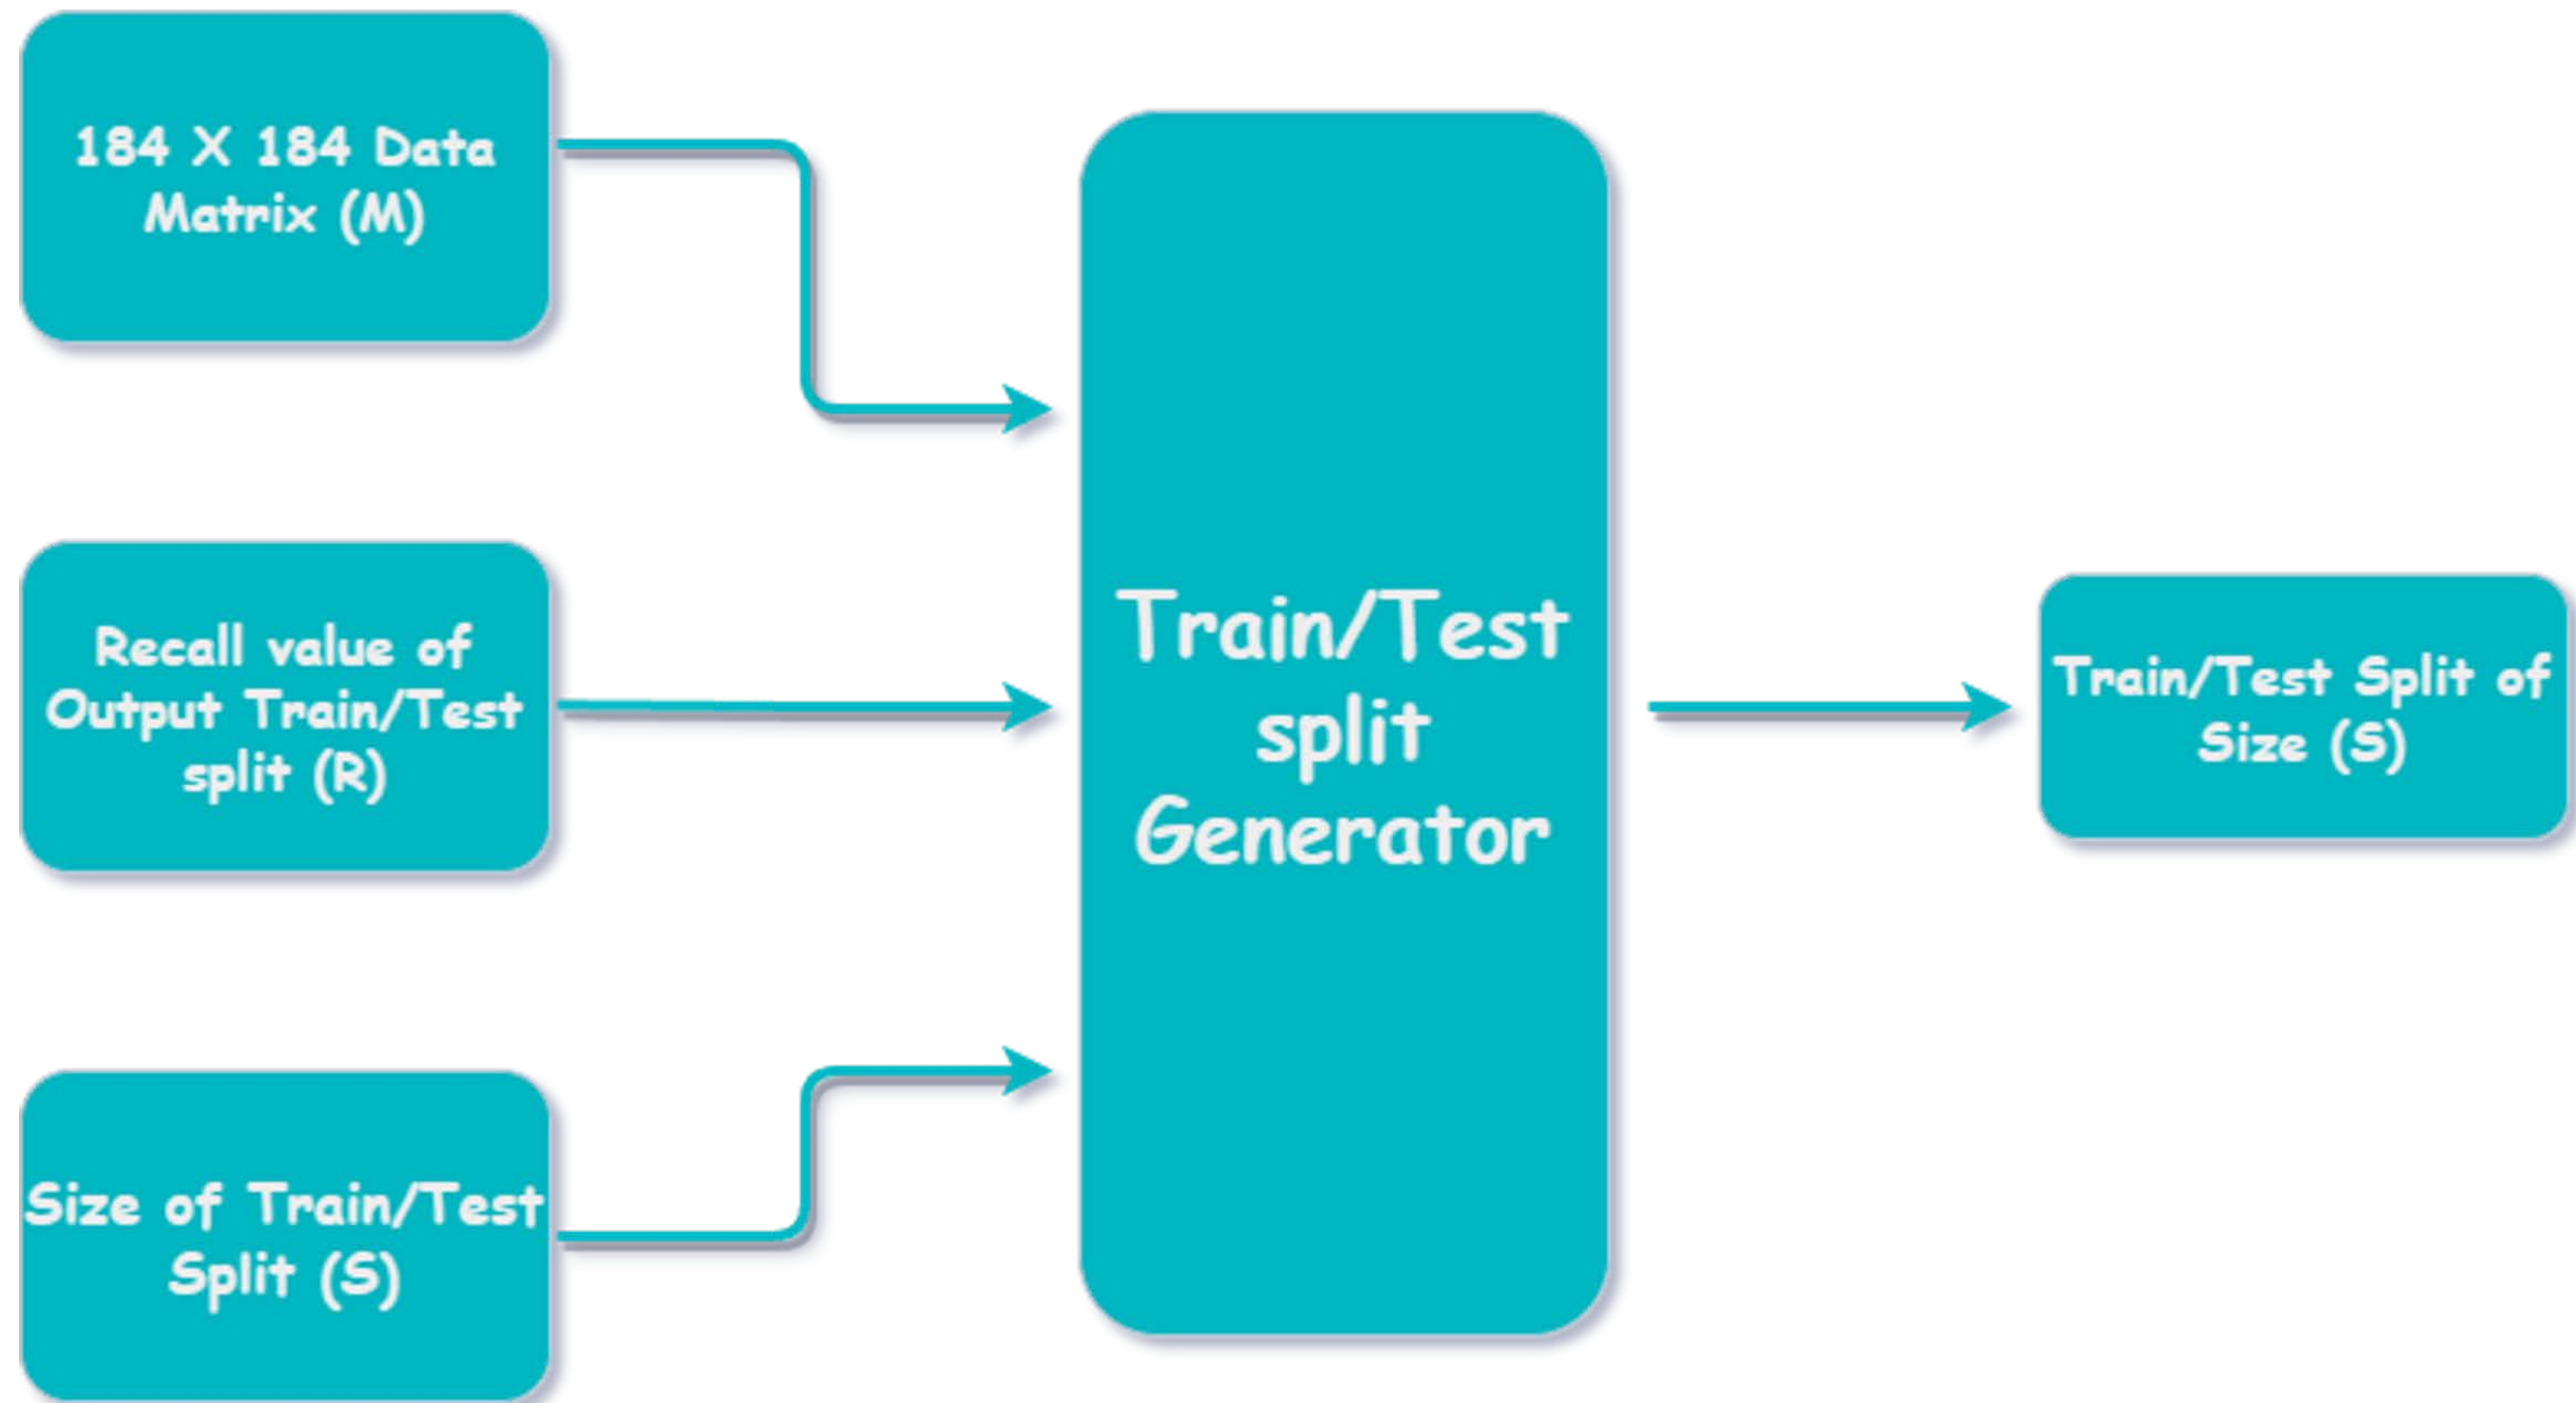 184 X 184 Data
Matrix (M)
Recall value of
Output Train/Test
split (R)
Size of Train/Test
Split (S)
Train/Test
split
Generator
Train/Test Split of
Size (S)